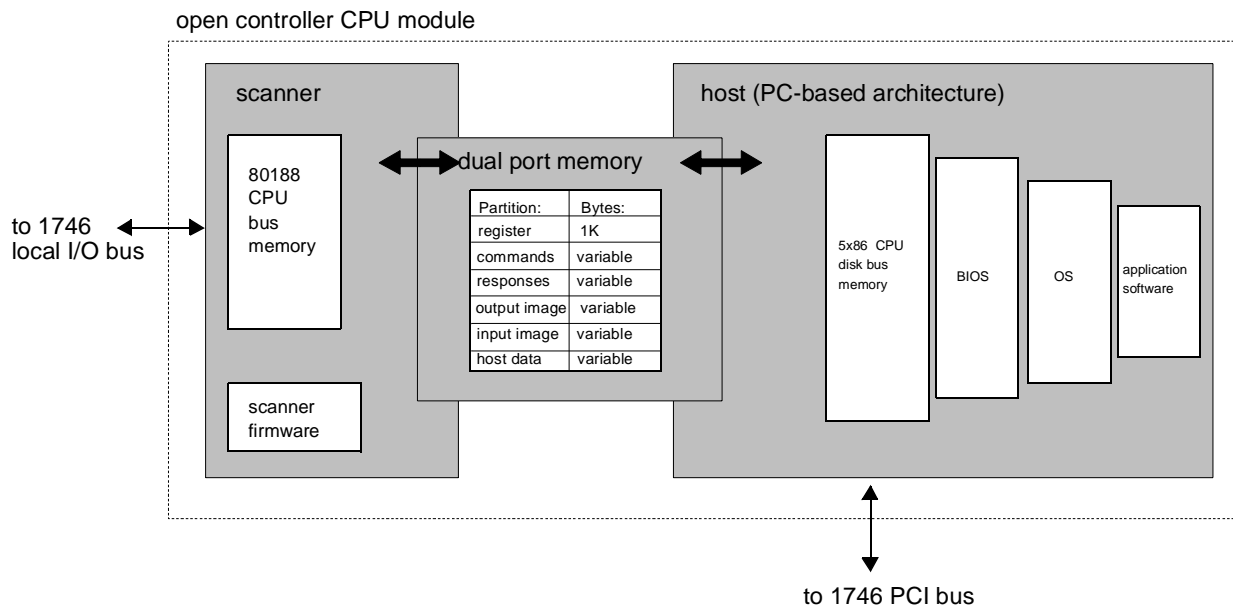 open controller CPU module
scanner
host (PC-based architecture)
80188
CPU
bus
memory
scanner
firmware
to 1746
local I/O bus
dual port memory
Partition: Bytes:
register 1K
commands variable
responses variable
output image variable
input image variable
host data variable
5x86 CPU
disk bus
memory
BIOS
OS
application
software
to 1746 PCI bus